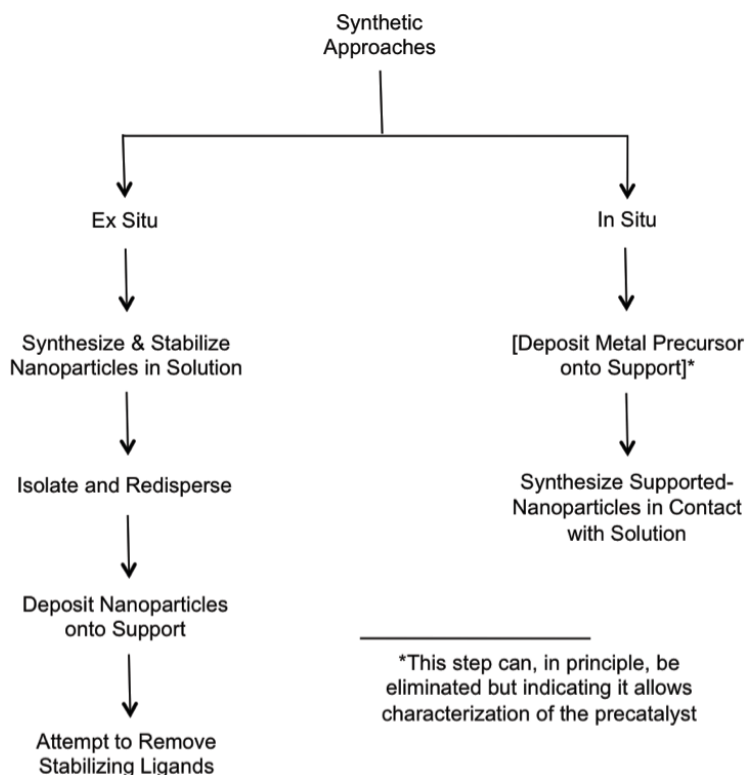 Synthetic
Approaches
Ex Situ
In Situ
Synthesize & Stabilize
Nanoparticles in Solution
[Deposit Metal Precursor
onto Support]*
Isolate and Redisperse
Synthesize Supported-
Nanoparticles in Contact
with Solution
Deposit Nanoparticles
onto Support
*This step can, in principle, be
eliminated but indicating it allows
characterization of the precatalyst
Attempt to Remove
Stabilizing Ligands